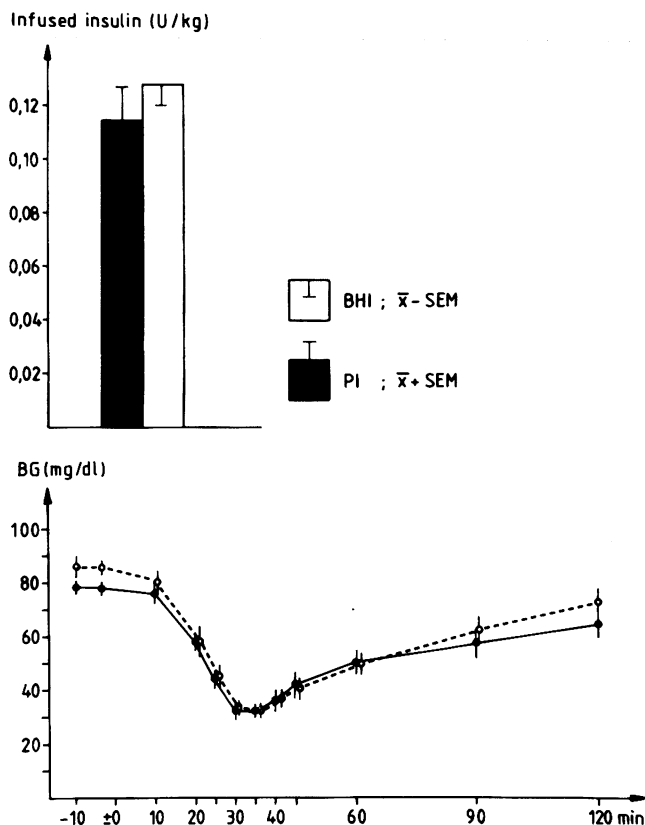 Infused insulin (U/kg)
0,12
0,10
0,08
0,06
0,04
0,02
BHI ; x̄ - SEM
PI ; x̄ + SEM
BG (mg/dl)
100
80
60
40
20
-10 ±0 10 20 30 40 60 90 120 min